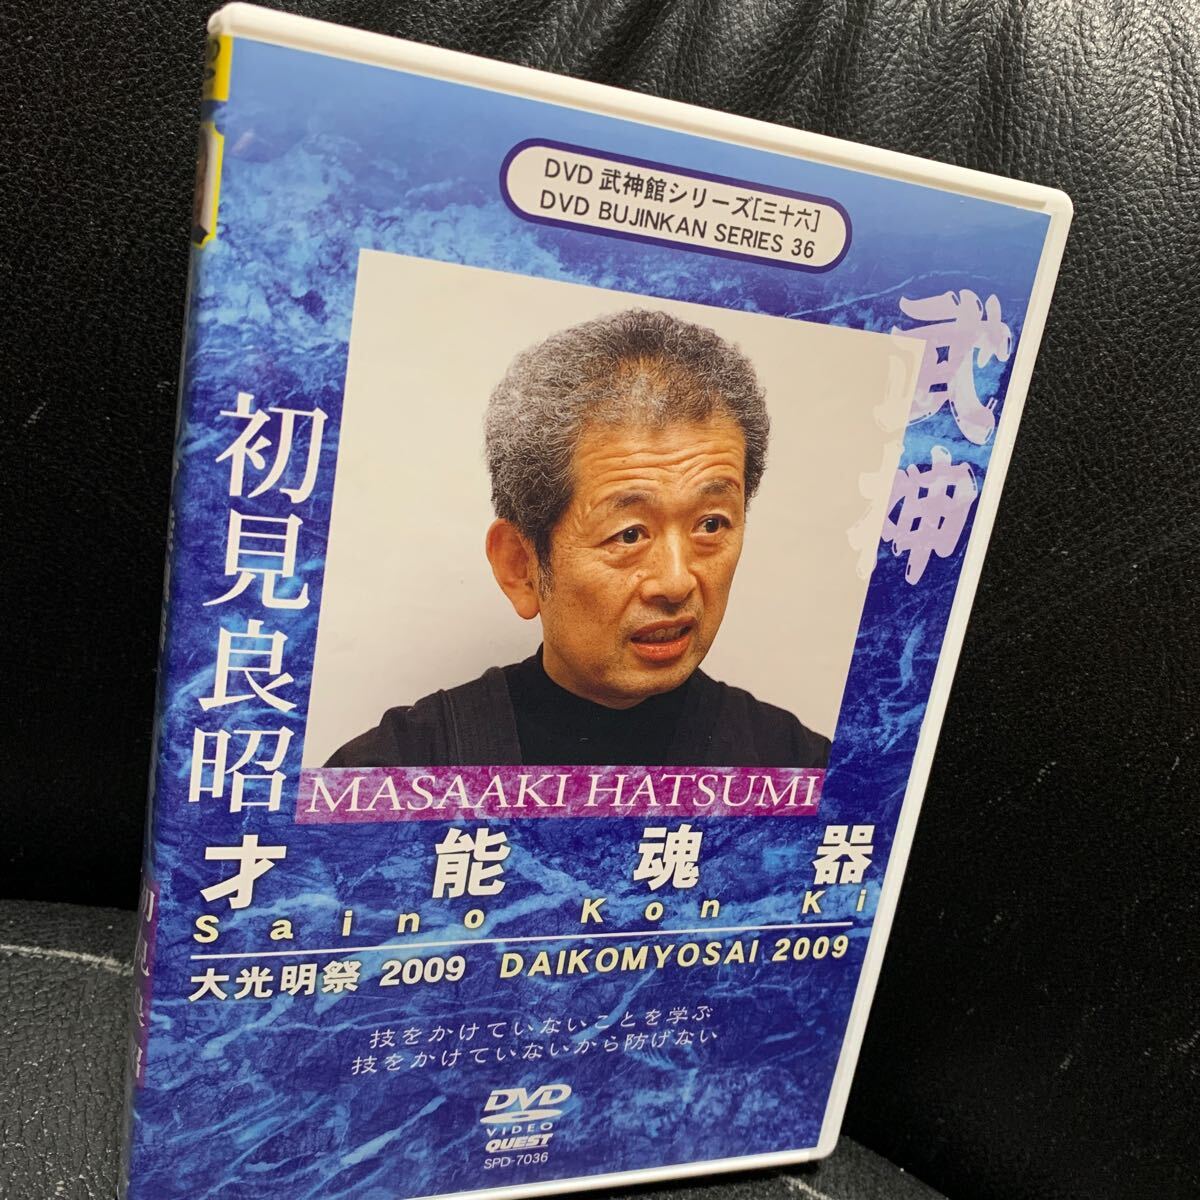 DVD 武神館シリーズ[三十六]
DVD BUJINKAN SERIES 36
武神
初見良昭
MASAAKI HATSUMI
才能魂器
Saino Kon Ki
大光明祭 2009 DAIKOMYOSAI 2009
技をかけていないことを学ぶ
技をかけていないから防げない
DVD
VIDEO
QUEST
SPD-7036